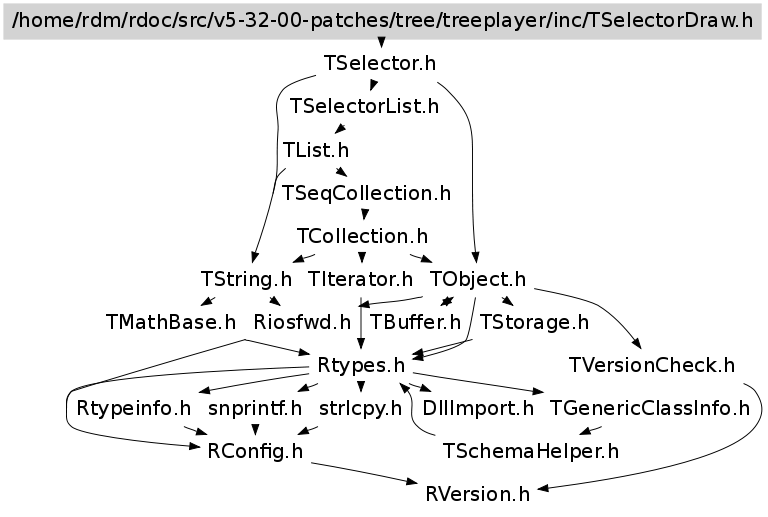 /home/rdm/rdoc/src/v5-32-00-patches/tree/treeplayer/inc/TSelectorDraw.h
TSelector.h
TSelectorList.h
TList.h
TSeqCollection.h
TCollection.h
TString.h TIterator.h TObject.h
TMathBase.h Riosfwd.h TBuffer.h TStorage.h
Rtypes.h TVersionCheck.h
Rtypeinfo.h snprintf.h strlcpy.h DllImport.h TGenericClassInfo.h
RConfig.h TSchemaHelper.h
RVersion.h